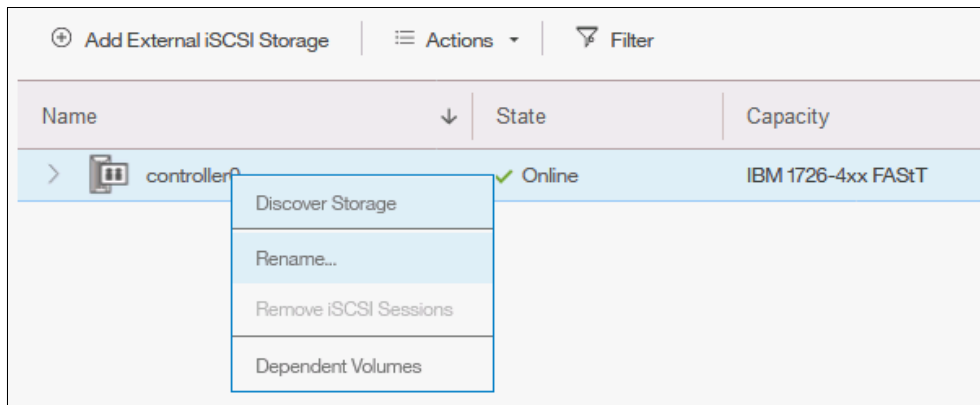 Add External iSCSI Storage Actions Filter
Name State Capacity
controller0 Online IBM 1726-4xx FAStT
Discover Storage
Rename...
Remove iSCSI Sessions
Dependent Volumes